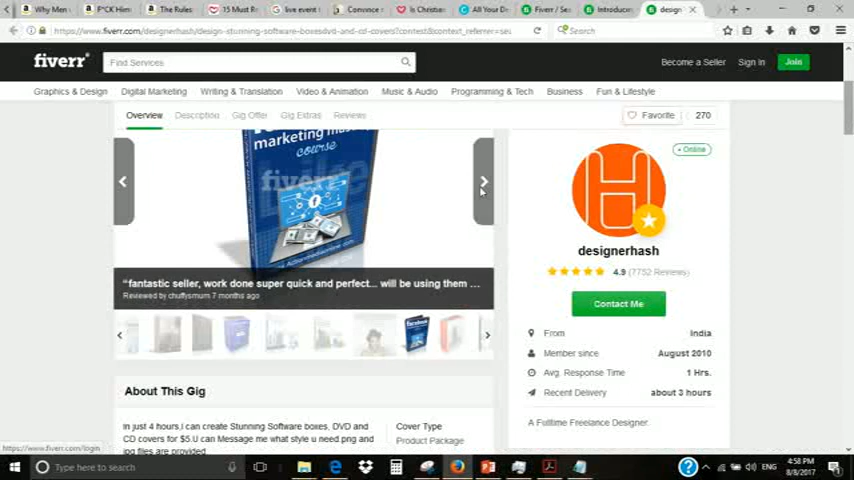 Why Men
F*CK Him
The Rules
15 Must R
live event
Convince
Is Christian
All Your De
Fiverr / Sea
Introducin
design
https://www.fiverr.com/designerhash/design-stunning-software-boxesdvd-and-cd-covers?contest&context_referrer=se
Search
fiverr
Find Services
Become a Seller
Sign In
Join
Graphics & Design
Digital Marketing
Writing & Translation
Video & Animation
Music & Audio
Programming & Tech
Business
Fun & Lifestyle
Overview
Description
Gig Offer
Gig Extras
Reviews
Favorite
270
marketing
course
fiverr
Online
designerhash
4.9 (7752 Reviews)
Contact Me
"fantastic seller, work done super quick and perfect... will be using them ...
Reviewed by chuffysmum 7 months ago
From India
Member since August 2010
Avg. Response Time 1 Hrs.
Recent Delivery about 3 hours
A Fulltime Freelance Designer.
About This Gig
In just 4 hours,i can create Stunning Software boxes, DVD and
CD covers for $5.U can Message me what style u need png and
jpg files are provided
Cover Type
Product Package
https://www.fiverr.com/login
Type here to search
ENG
4:58 PM
8/8/2017